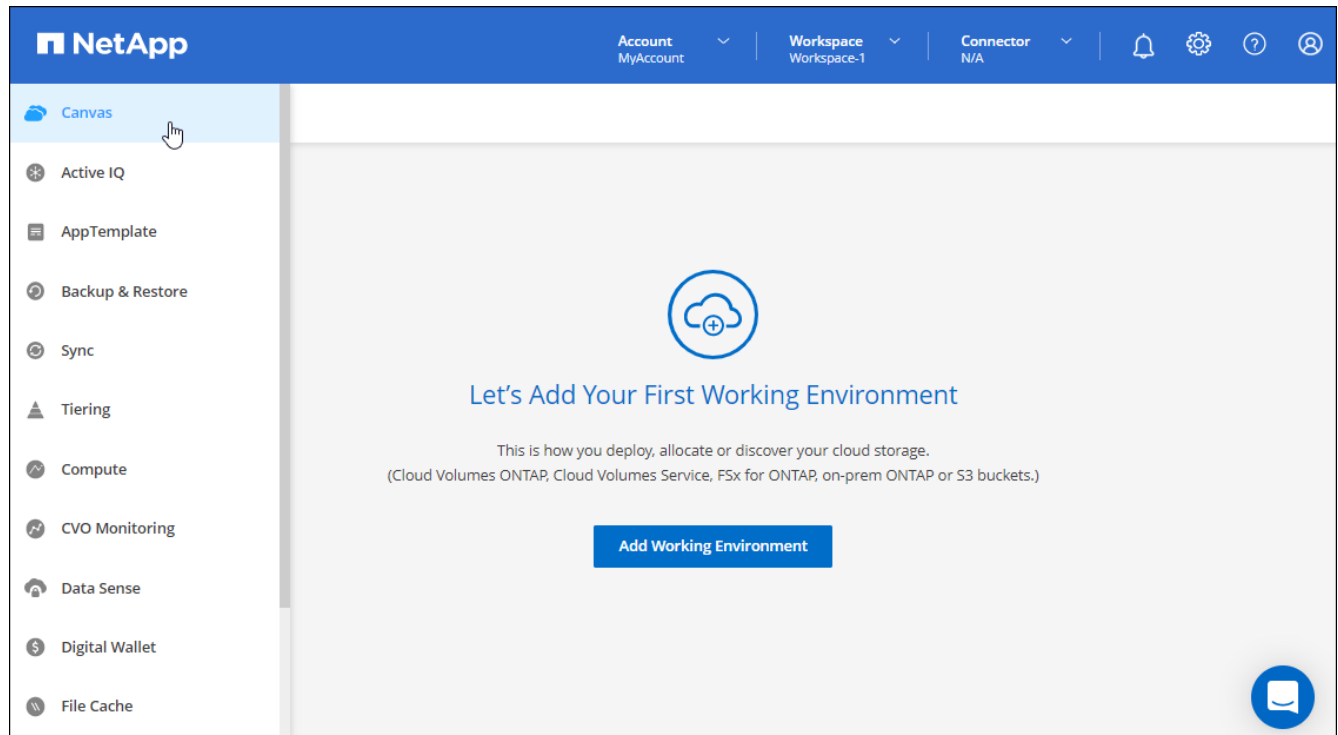 NetApp
Account
MyAccount
Workspace
Workspace-1
Connector
N/A
Canvas
Active IQ
AppTemplate
Backup & Restore
Sync
Tiering
Compute
CVO Monitoring
Data Sense
Digital Wallet
File Cache
Let's Add Your First Working Environment
This is how you deploy, allocate or discover your cloud storage.
(Cloud Volumes ONTAP, Cloud Volumes Service, FSx for ONTAP, on-prem ONTAP or S3 buckets.)
Add Working Environment